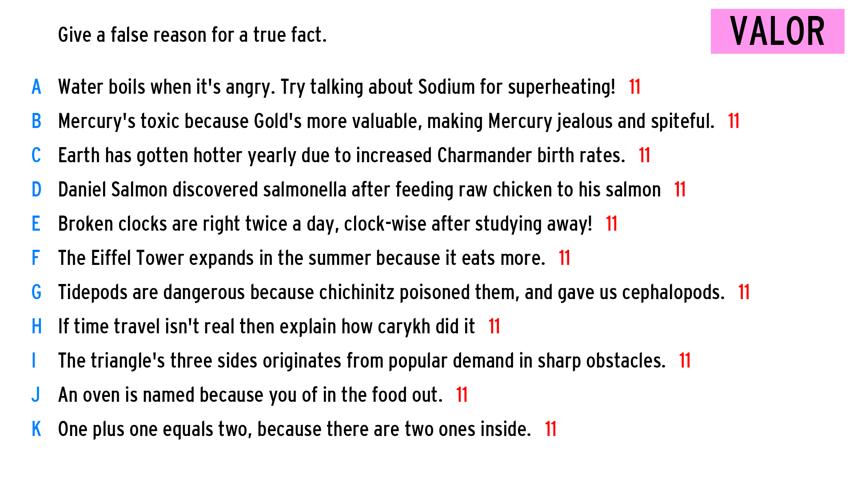 Give a false reason for a true fact.
VALOR
A Water boils when it's angry. Try talking about Sodium for superheating! 11
B Mercury's toxic because Gold's more valuable, making Mercury jealous and spiteful. 11
C Earth has gotten hotter yearly due to increased Charmander birth rates. 11
D Daniel Salmon discovered salmonella after feeding raw chicken to his salmon 11
E Broken clocks are right twice a day, clock-wise after studying away! 11
F The Eiffel Tower expands in the summer because it eats more. 11
G Tidepods are dangerous because chichinitz poisoned them, and gave us cephalopods. 11
H If time travel isn't real then explain how carykh did it 11
I The triangle's three sides originates from popular demand in sharp obstacles. 11
J An oven is named because you of in the food out. 11
K One plus one equals two, because there are two ones inside. 11